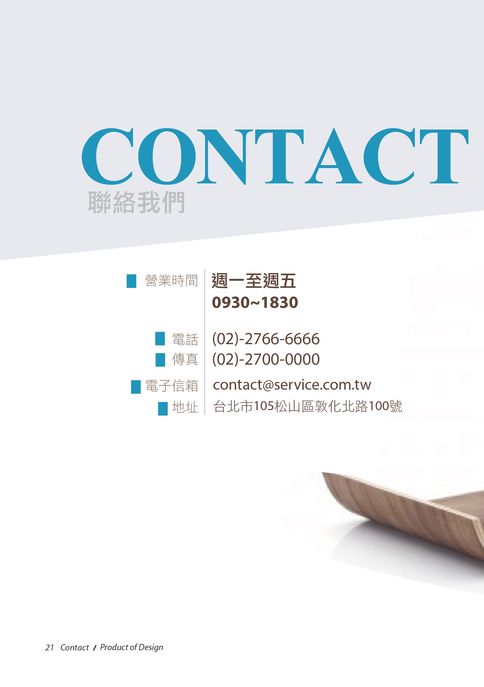 CONTACT
聯絡我們
營業時間 週一至週五
0930~1830
電話 (02)-2766-6666
傳真 (02)-2700-0000
電子信箱 contact@service.com.tw
地址 台北市105松山區敦化北路100號
21 Contact / Product of Design